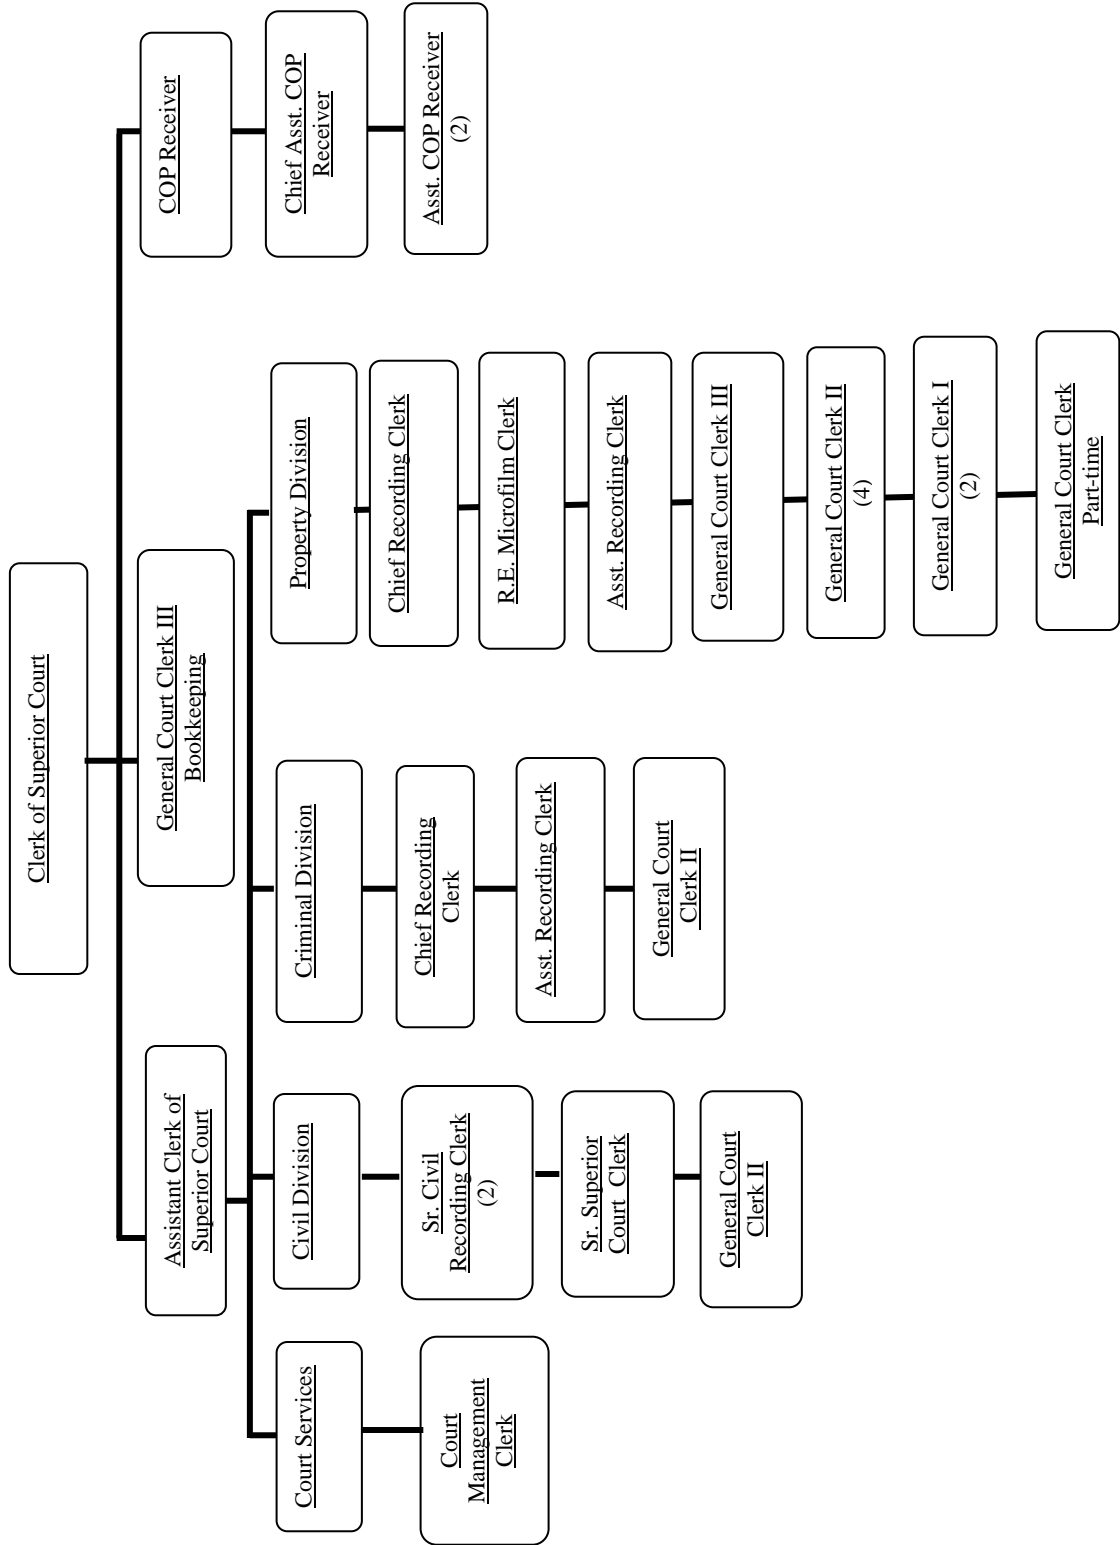 Clerk of Superior Court
Assistant Clerk of
Superior Court
General Court Clerk III
Bookkeeping
COP Receiver
Chief Asst. COP
Receiver
Asst. COP Receiver
(2)
Court Services
Court
Management
Clerk
Civil Division
Sr. Civil
Recording Clerk
(2)
Sr. Superior
Court Clerk
General Court
Clerk II
Criminal Division
Chief Recording
Clerk
Asst. Recording Clerk
General Court
Clerk II
Property Division
Chief Recording Clerk
R.E. Microfilm Clerk
Asst. Recording Clerk
General Court Clerk III
General Court Clerk II
(4)
General Court Clerk I
(2)
General Court Clerk
Part-time